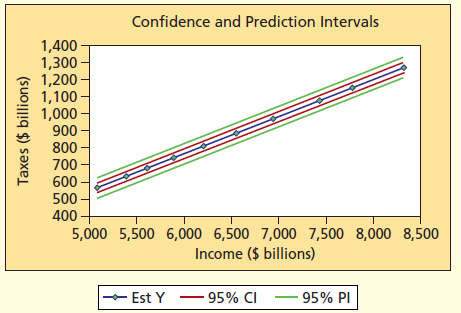 Confidence and Prediction Intervals
Taxes ($ billions)
1,400
1,300
1,200
1,100
1,000
900
800
700
600
500
400
5,000 5,500 6,000 6,500 7,000 7,500 8,000 8,500
Income ($ billions)
Est Y 95% CI 95% PI